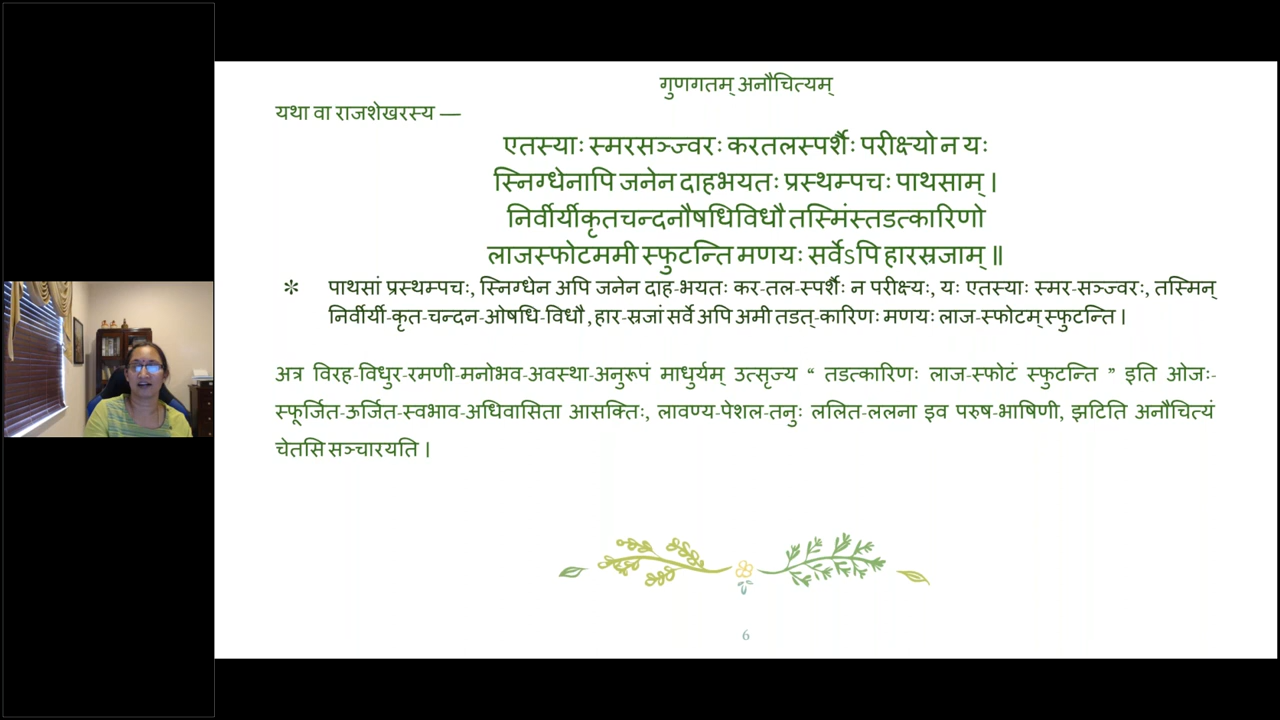 गुणगतम् अनौचित्यम्
यथा वा राजशेखरस्य —
एतस्याः स्मरसञ्ज्वरः करतलस्पर्शैः परीक्ष्यो न यः
स्निग्धेनापि जनेन दाहभयतः प्रस्थम्पचः पाथसाम् ।
निर्वीर्यीकृतचन्दनौषधिविधौ तस्मिंस्तडत्कारिणो
लाजस्फोटममी स्फुटन्ति मणयः सर्वेऽपि हारस्रजाम् ॥
✻ पाथसां प्रस्थम्पचः, स्निग्धेन अपि जनेन दाह-भयतः कर-तल-स्पर्शैः न परीक्ष्यः, यः एतस्याः स्मर-सञ्ज्वरः, तस्मिन्
निर्वीर्यी-कृत-चन्दन-ओषधि-विधौ , हार-स्रजां सर्वे अपि अमी तडत्-कारिणः मणयः लाज-स्फोटम् स्फुटन्ति ।
अत्र विरह-विधुर-रमणी-मनोभव-अवस्था-अनुरूपं माधुर्यम् उत्सृज्य “ तडत्कारिणः लाज-स्फोटं स्फुटन्ति ” इति ओजः-
स्फूर्जित-ऊर्जित-स्वभाव-अधिवासिता आसक्तिः, लावण्य-पेशल-तनुः ललित-ललना इव परुष-भाषिणी, झटिति अनौचित्यं
चेतसि सञ्चारयति ।
6